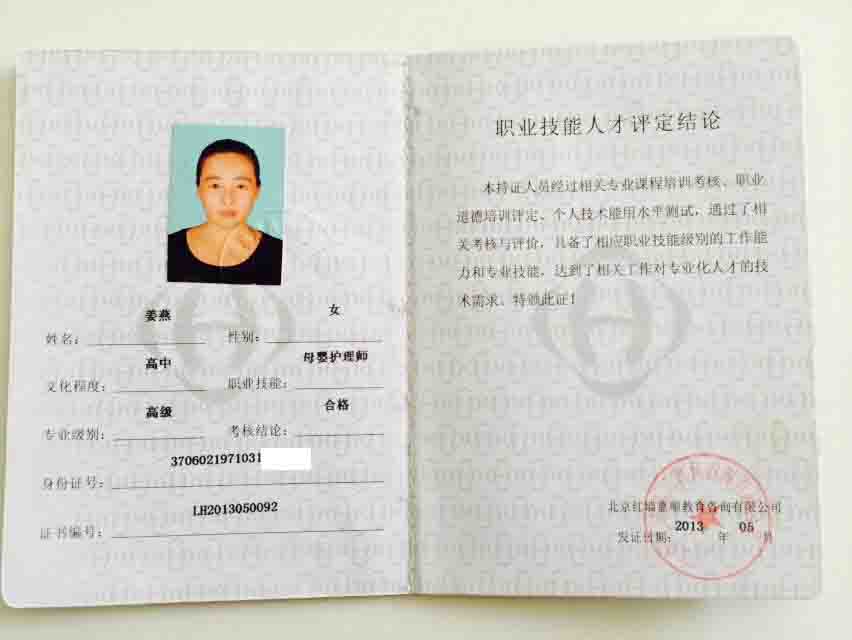 姜燕
女
姓名：
性别：
高中
母婴护理师
文化程度：
职业技能：
高级
合格
专业级别：
考核结论：
3706021971031
身份证号：
LH2013050092
证书编号：
职业技能人才评定结论
本持证人员经过相关专业课程培训考核、职业
道德培训评定、个人技术能用水平测试，通过了相
关考核与评价，具备了相应职业技能级别的工作能
力和专业技能，达到了相关工作对专业化人才的技
术需求。特颁此证！
北京红墙 教育咨询有限公司
发证日期： 2013 年 05 月